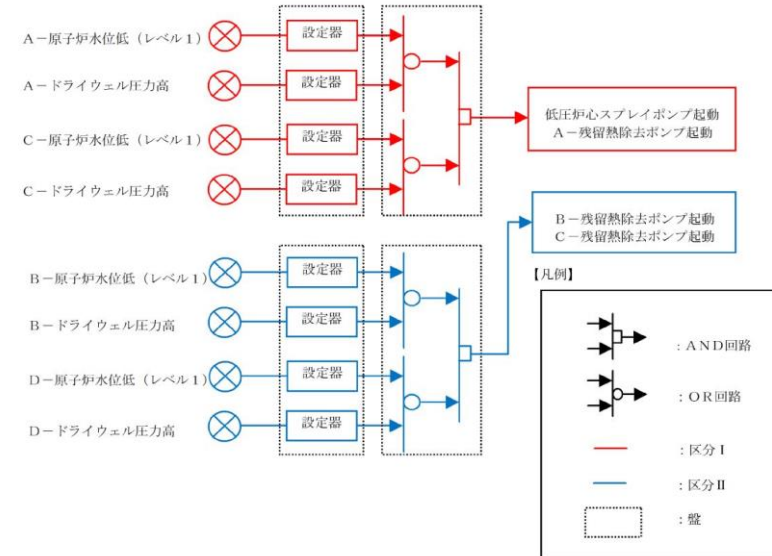 A－原子炉水位低（レベル１）
設定器
A－ドライウェル圧力高
設定器
C－原子炉水位低（レベル１）
設定器
C－ドライウェル圧力高
設定器
低圧炉心スプレイポンプ起動
A－残留熱除去ポンプ起動
B－残留熱除去ポンプ起動
C－残留熱除去ポンプ起動
B－原子炉水位低（レベル１）
設定器
B－ドライウェル圧力高
設定器
D－原子炉水位低（レベル１）
設定器
D－ドライウェル圧力高
設定器
【凡例】
：ＡＮＤ回路
：ＯＲ回路
：区分Ⅰ
：区分Ⅱ
：盤